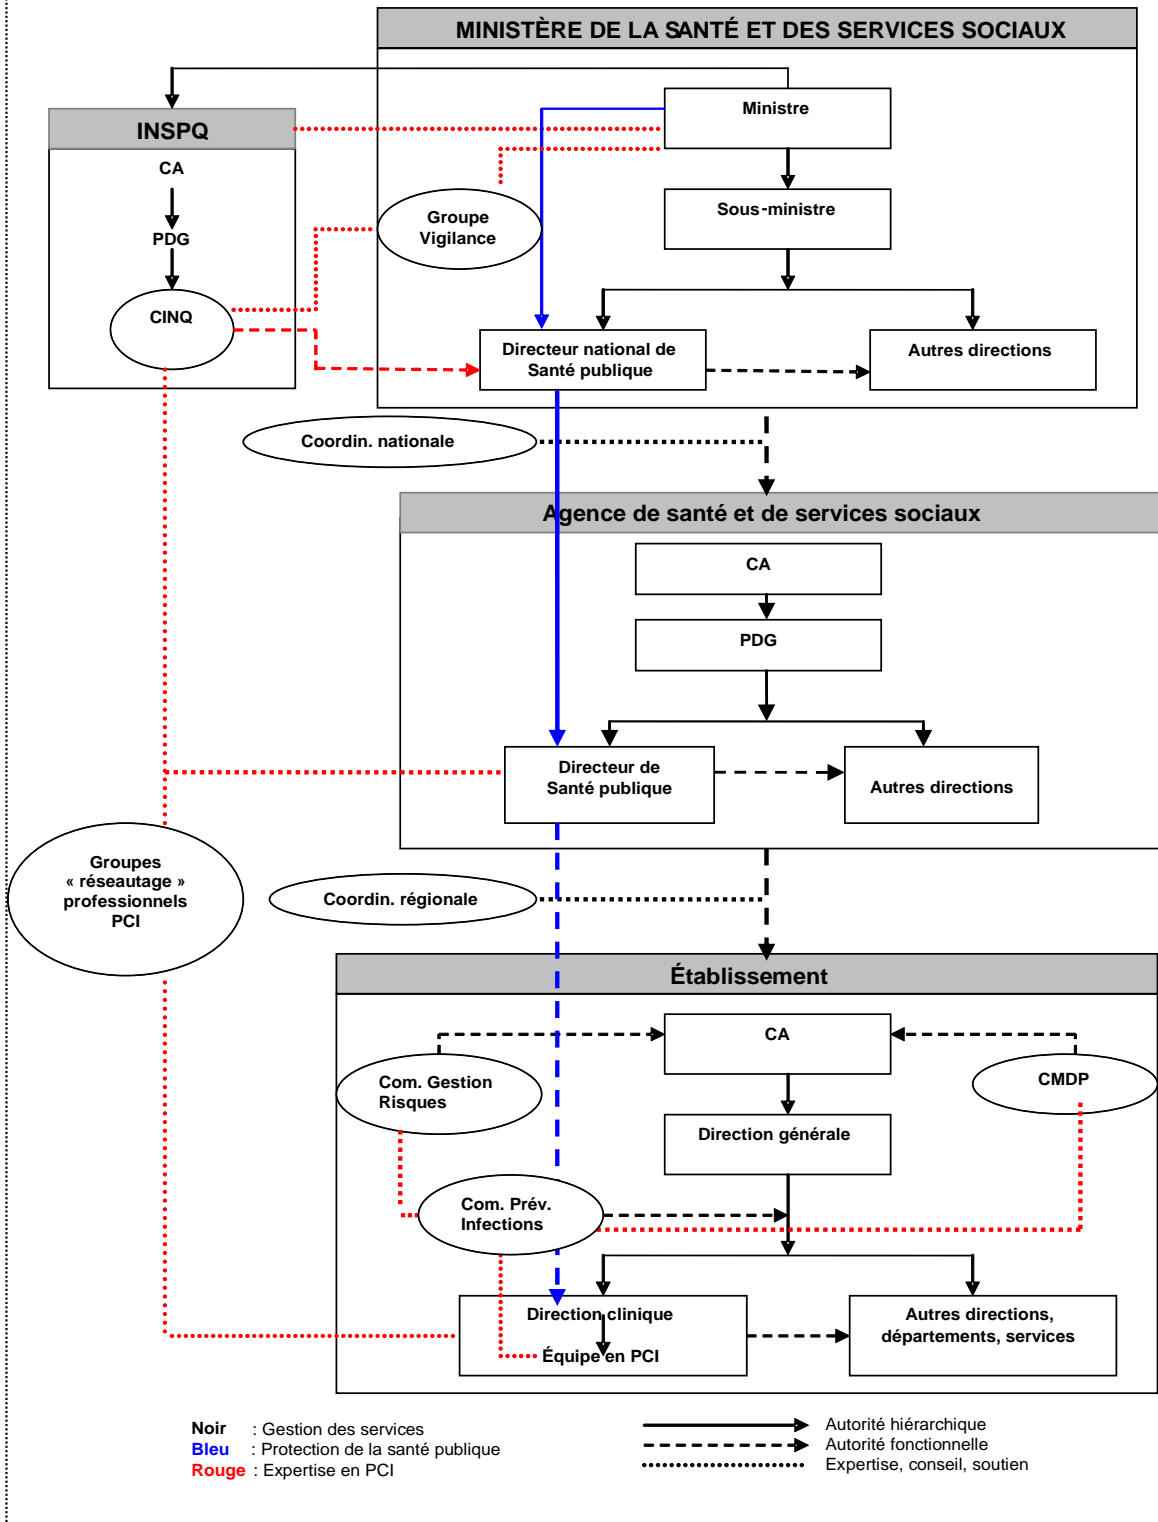 MINISTÈRE DE LA SANTÉ ET DES SERVICES SOCIAUX
Ministre
INSPQ
CA
PDG
CINQ
Sous-ministre
Groupe
Vigilance
Directeur national de
Santé publique
Autres directions
Coordin. nationale
Agence de santé et de services sociaux
CA
PDG
Directeur de
Santé publique
Autres directions
Groupes
« réseautage »
professionnels
PCI
Coordin. régionale
Établissement
CA
Com. Gestion
Risques
CMDP
Direction générale
Com. Prév.
Infections
Direction clinique
Équipe en PCI
Autres directions,
départements, services
Noir : Gestion des services
Bleu : Protection de la santé publique
Rouge : Expertise en PCI
Autorité hiérarchique
Autorité fonctionnelle
Expertise, conseil, soutien